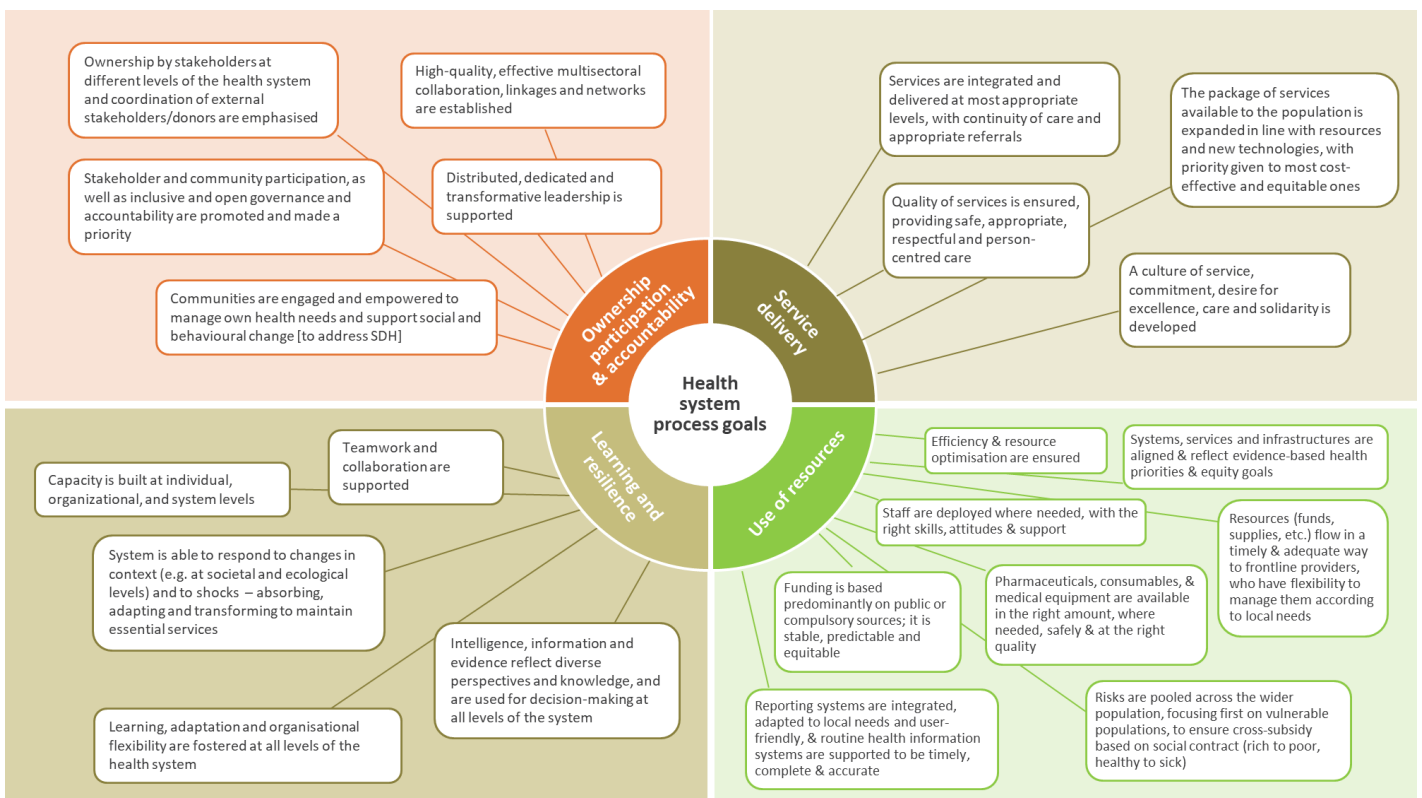 Ownership by stakeholders at
different levels of the health system
and coordination of external
stakeholders/donors are emphasised
High-quality, effective multisectoral
collaboration, linkages and networks
are established
Stakeholder and community participation, as
well as inclusive and open governance and
accountability are promoted and made a
priority
Distributed, dedicated and
transformative leadership is
supported
Communities are engaged and empowered to
manage own health needs and support social and
behavioural change [to address SDH]
Ownership
participation
& accountability
Services are integrated and
delivered at most appropriate
levels, with continuity of care and
appropriate referrals
The package of services
available to the population is
expanded in line with resources
and new technologies, with
priority given to most cost-
effective and equitable ones
Quality of services is ensured,
providing safe, appropriate,
respectful and person-
centred care
A culture of service,
commitment, desire for
excellence, care and solidarity is
developed
Service
delivery
Health
system
process goals
Learning and
resilience
Teamwork and
collaboration are
supported
Capacity is built at individual,
organizational, and system levels
System is able to respond to changes in
context (e.g. at societal and ecological
levels) and to shocks – absorbing,
adapting and transforming to maintain
essential services
Intelligence, information and
evidence reflect diverse
perspectives and knowledge, and
are used for decision-making at
all levels of the system
Learning, adaptation and organisational
flexibility are fostered at all levels of the
health system
Use of resources
Efficiency & resource
optimisation are ensured
Systems, services and infrastructures are
aligned & reflect evidence-based health
priorities & equity goals
Staff are deployed where needed, with the
right skills, attitudes & support
Resources (funds,
supplies, etc.) flow in a
timely & adequate way
to frontline providers,
who have flexibility to
manage them according
to local needs
Funding is based
predominantly on public or
compulsory sources; it is
stable, predictable and
equitable
Pharmaceuticals, consumables, &
medical equipment are available
in the right amount, where
needed, safely & at the right
quality
Reporting systems are integrated,
adapted to local needs and user-
friendly, & routine health information
systems are supported to be timely,
complete & accurate
Risks are pooled across the wider
population, focusing first on vulnerable
populations, to ensure cross-subsidy
based on social contract (rich to poor,
healthy to sick)